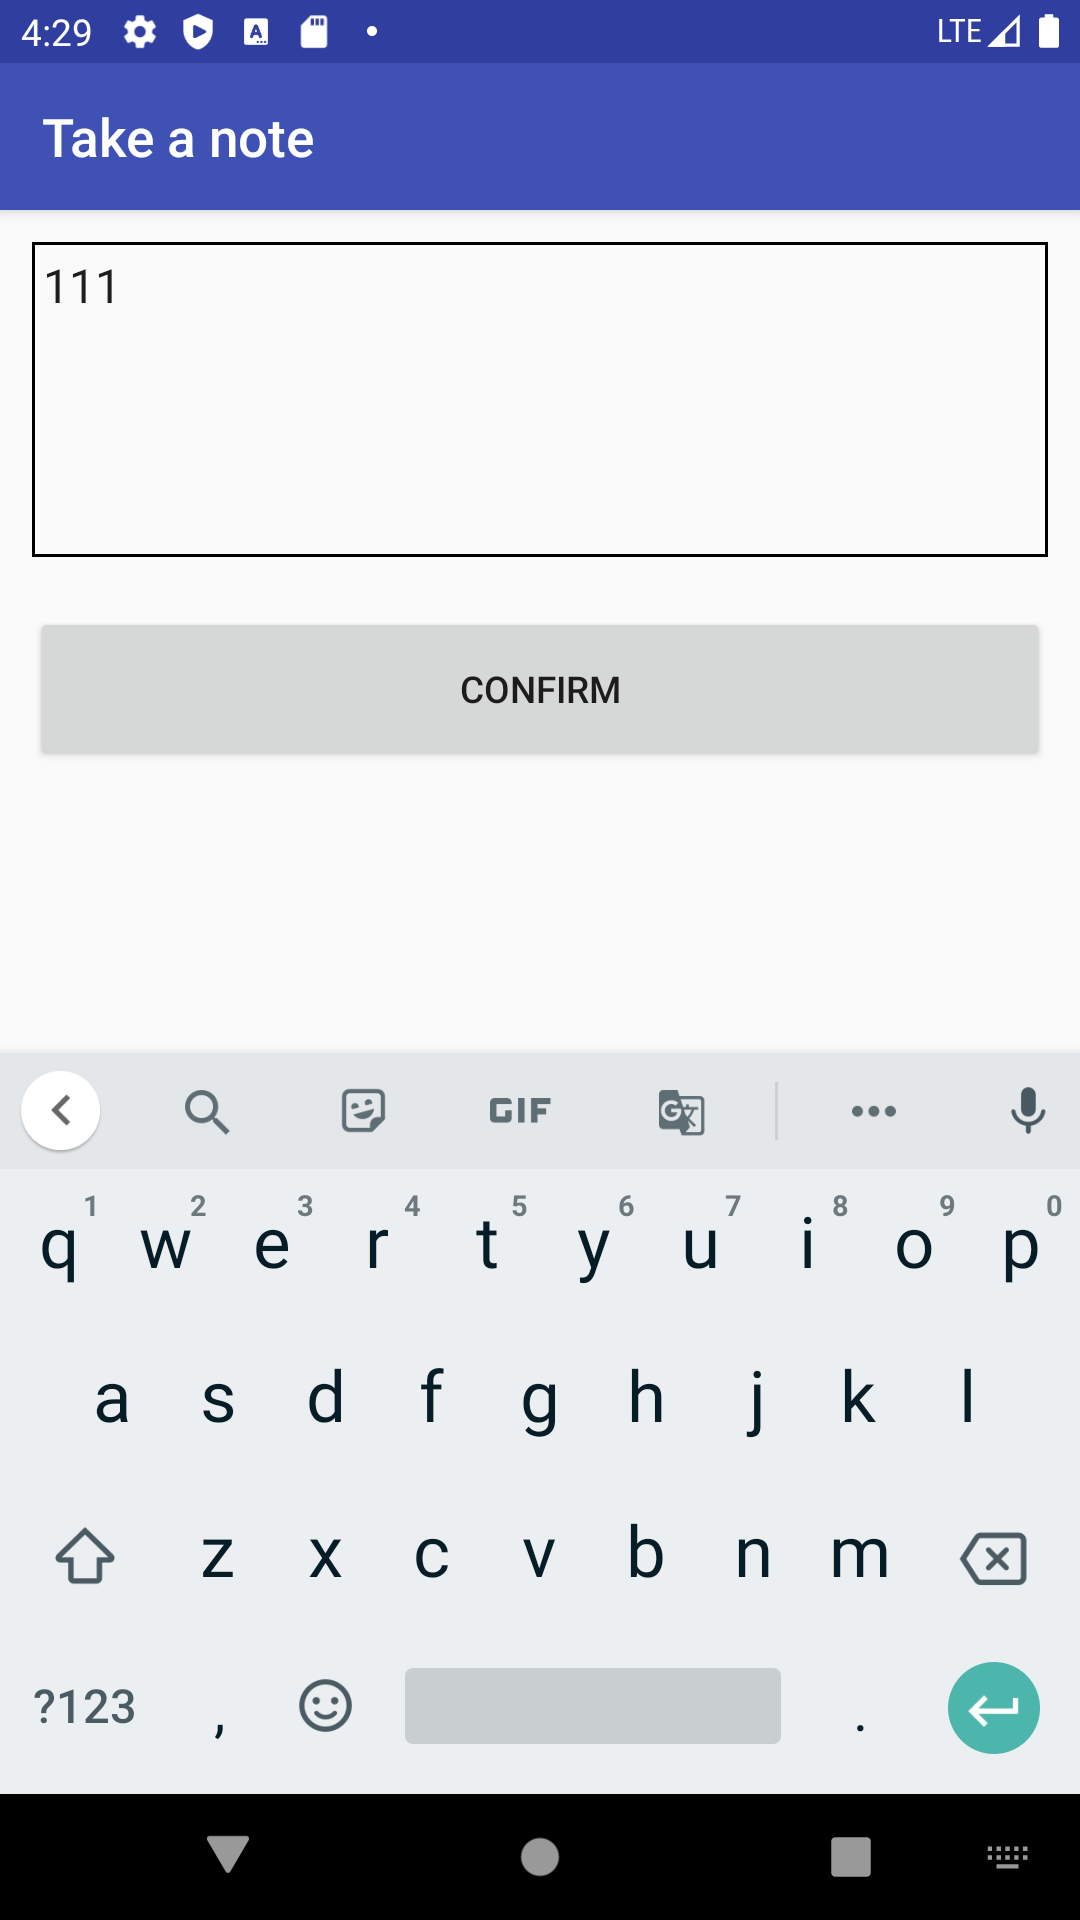 4:29 LTE
Take a note
111
CONFIRM
GIF
1 2 3 4 5 6 7 8 9 0
q w e r t y u i o p
a s d f g h j k l
z x c v b n m
?123 , .